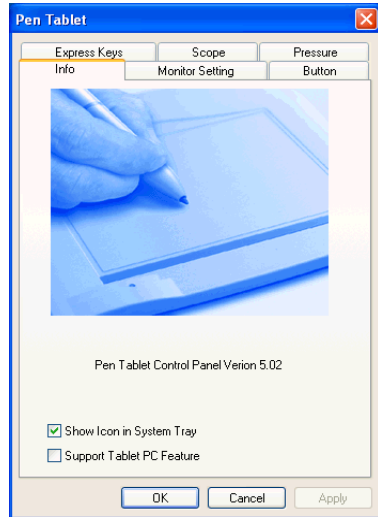 Pen Tablet
Express Keys Scope Pressure
Info Monitor Setting Button
Pen Tablet Control Panel Verion 5.02
Show Icon in System Tray
Support Tablet PC Feature
OK Cancel Apply